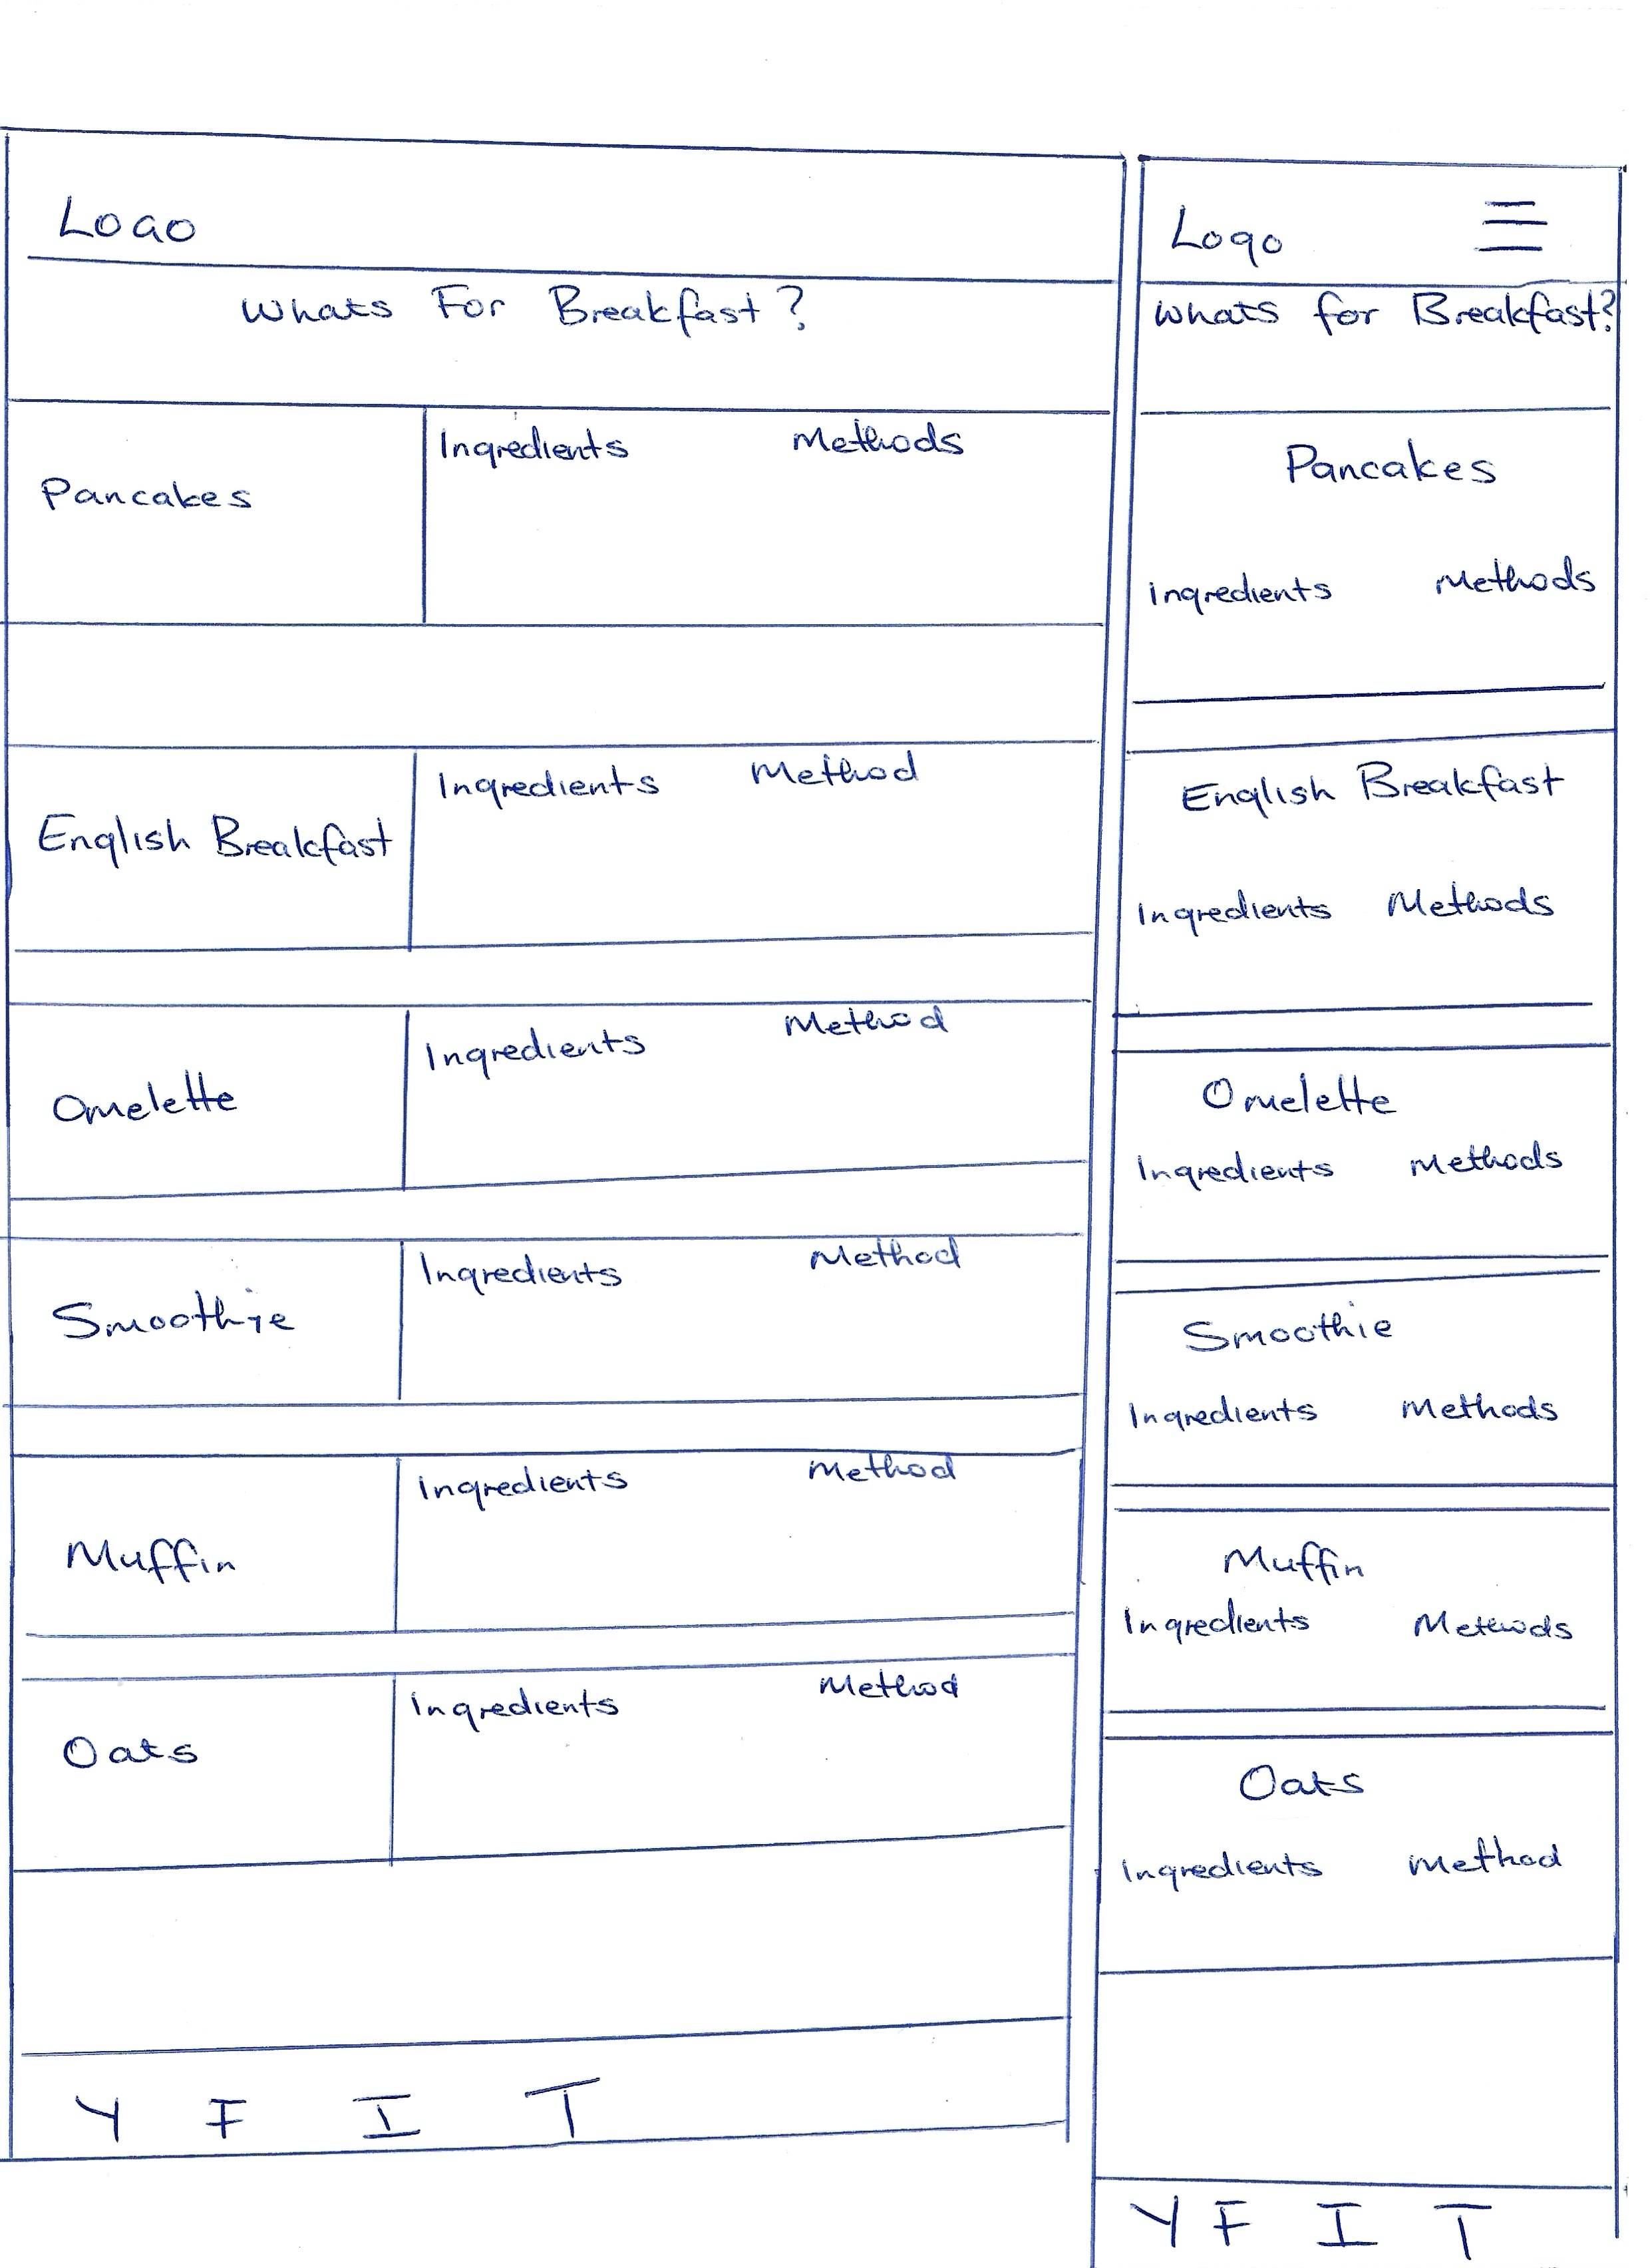 Logo
Whats For Breakfast?
Ingredients Methods
Pancakes
Ingredients Method
English Breakfast
Ingredients Method
Omelette
Ingredients Method
Smoothie
Ingredients Method
Muffin
Ingredients Method
Oats
Y F I T
Logo
whats for Breakfast?
Pancakes
ingredients Methods
English Breakfast
Ingredients Methods
Omelette
Ingredients Methods
Smoothie
Ingredients Methods
Muffin
Ingredients Methods
Oats
Ingredients Method
Y F I T